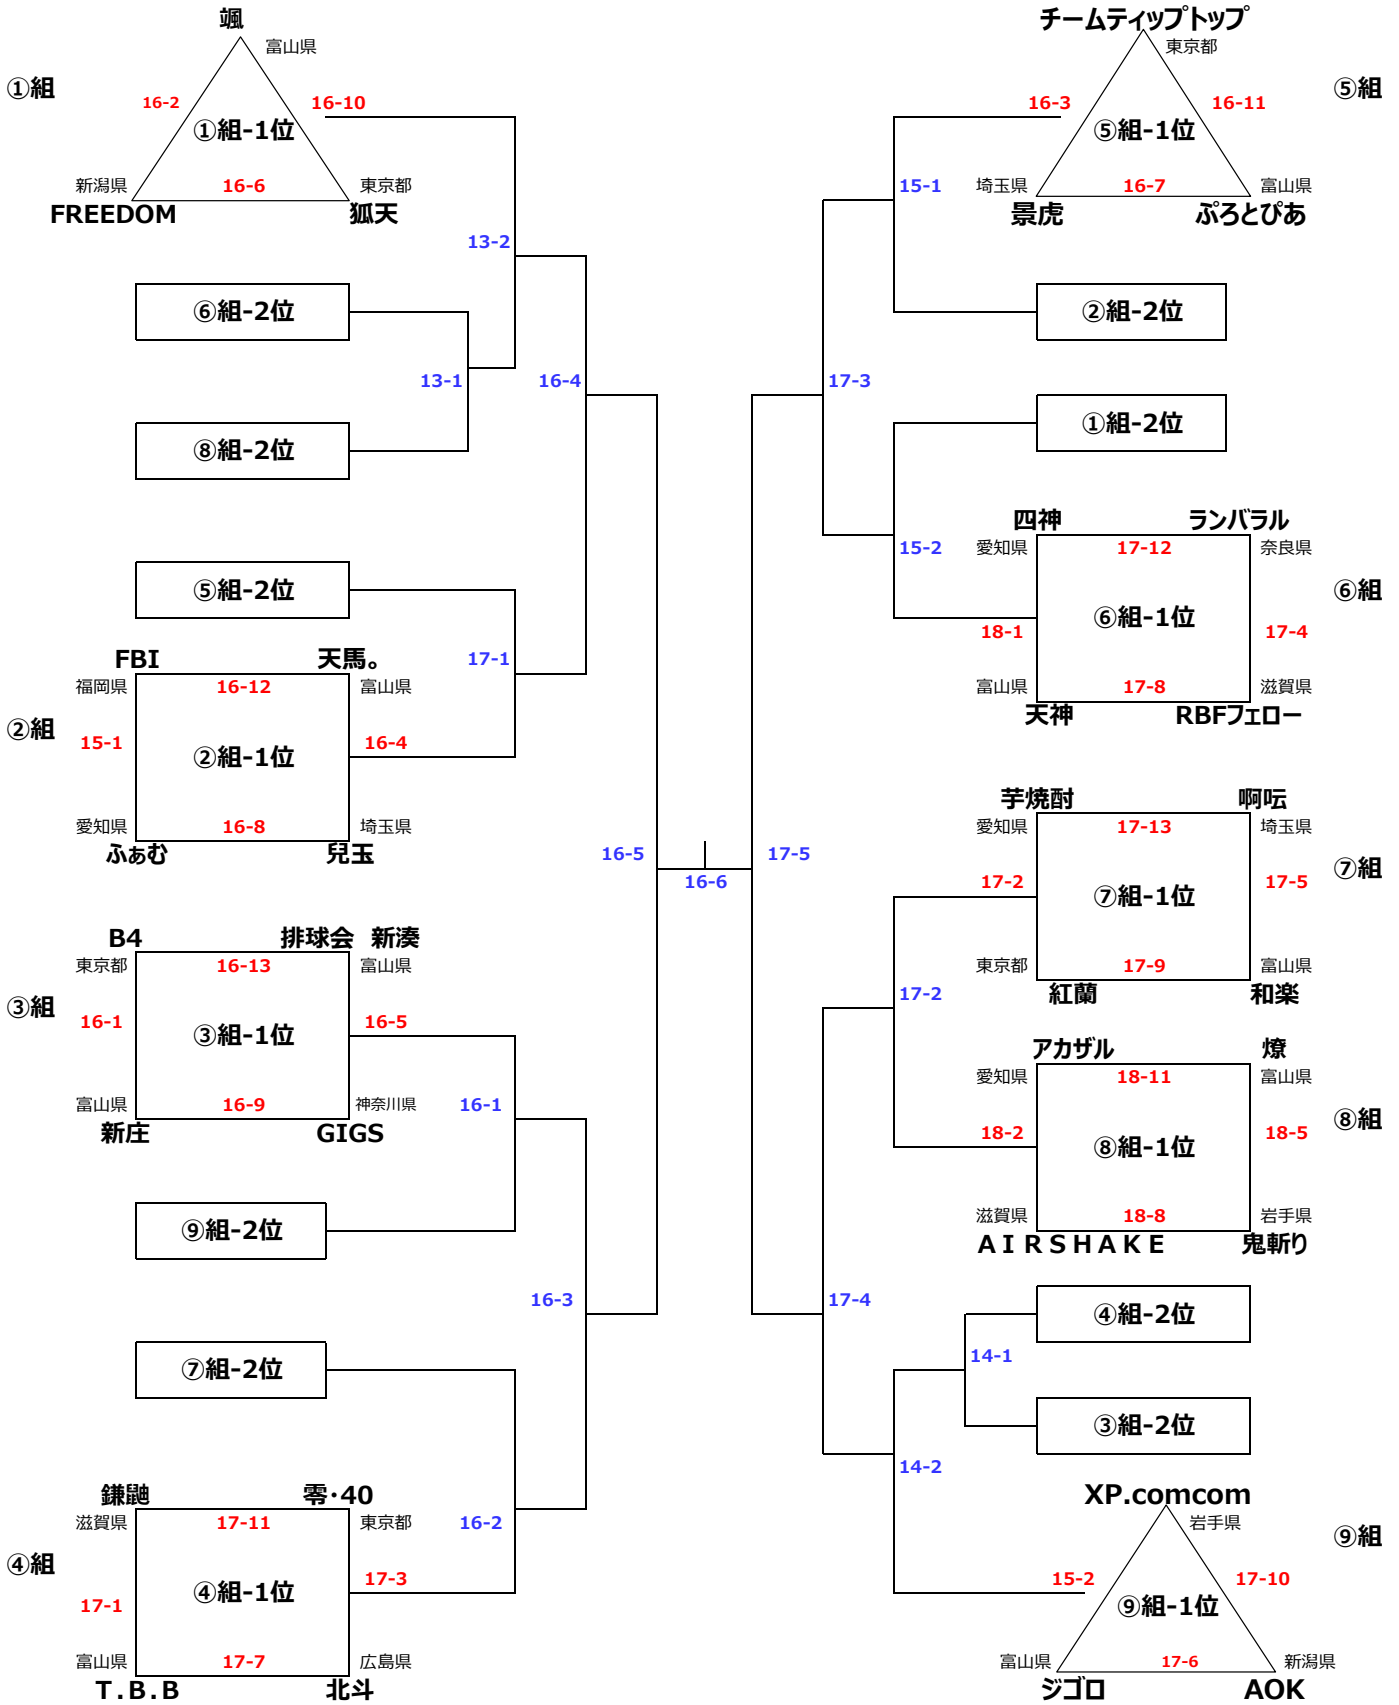 颯
富山県
①組
16-2
16-10
①組-1位
新潟県
16-6
東京都
FREEDOM
狐天
13-2
⑥組-2位
13-1
16-4
⑧組-2位
⑤組-2位
17-1
FBI
天馬。
福岡県
16-12
富山県
②組
15-1
②組-1位
16-4
愛知県
16-8
埼玉県
ふぁむ
兒玉
16-5
B4
排球会 新湊
東京都
16-13
富山県
③組
16-1
③組-1位
16-5
富山県
16-9
神奈川県
16-1
新庄
GIGS
⑨組-2位
16-3
⑦組-2位
鎌鼬
零・40
滋賀県
17-11
東京都
16-2
④組
17-1
④組-1位
17-3
富山県
17-7
広島県
T.B.B
北斗
16-6
チームティップトップ
東京都
⑤組
16-3
16-11
⑤組-1位
15-1
埼玉県
16-7
富山県
景虎
ぷろとぴあ
②組-2位
17-3
①組-2位
四神
ランバラル
15-2
愛知県
17-12
奈良県
⑥組
18-1
⑥組-1位
17-4
富山県
17-8
滋賀県
天神
RBFフェロー
17-5
芋焼酎
啊呍
愛知県
17-13
埼玉県
⑦組
17-2
⑦組-1位
17-5
東京都
17-9
富山県
紅蘭
和楽
17-2
アカザル
燎
愛知県
18-11
富山県
⑧組
18-2
⑧組-1位
18-5
滋賀県
18-8
岩手県
ＡＩＲＳＨＡＫＥ
鬼斬り
17-4
④組-2位
14-1
③組-2位
14-2
XP.comcom
岩手県
⑨組
15-2
17-10
⑨組-1位
富山県
17-6
新潟県
ジゴロ
AOK